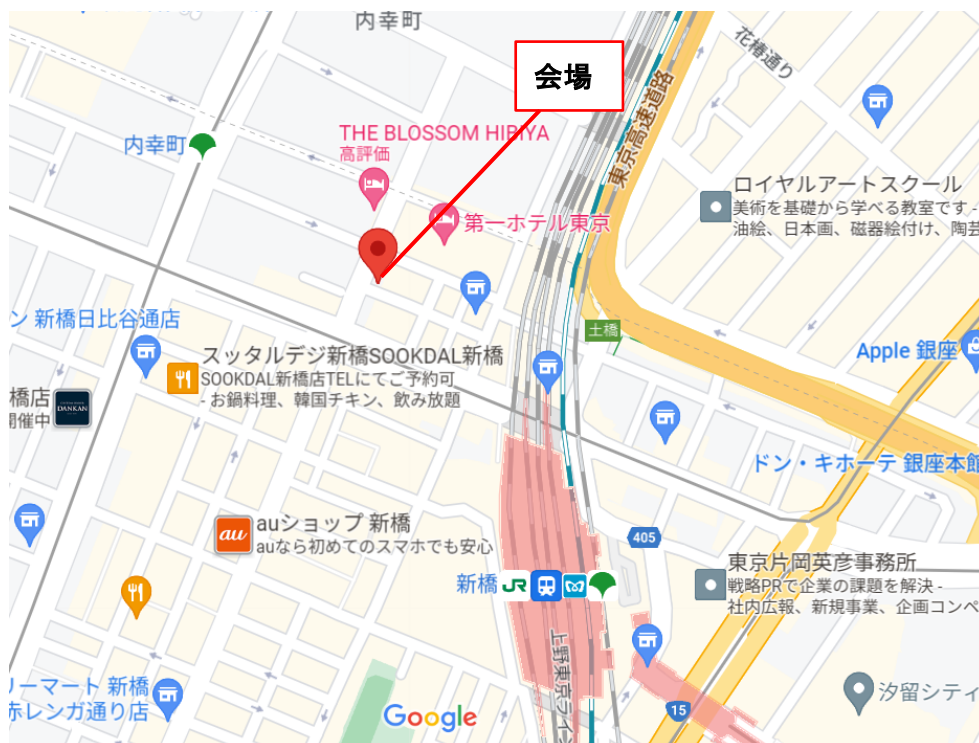 内幸町
花椿通り
会場
東京高速道路
内幸町
THE BLOSSOM HIBIYA
高評価
ロイヤルアートスクール
美術を基礎から学べる教室です -
油絵、日本画、磁器絵付け、陶芸
第一ホテル東京
ン 新橋日比谷通店
土橋
Apple 銀座
スッタルデジ新橋SOOKDAL新橋
SOOKDAL新橋店TELにてご予約可
- お鍋料理、韓国チキン、飲み放題
橋店
開催中
DANKAN
ドン・キホーテ 銀座本館
au
auショップ 新橋
auなら初めてのスマホでも安心
405
東京片岡英彦事務所
戦略PRで企業の課題を解決 -
社内広報、新規事業、企画コンペ
新橋 JR
上野東京ライン
リーマート 新橋
赤レンガ通り店
汐留シティ
15
Google